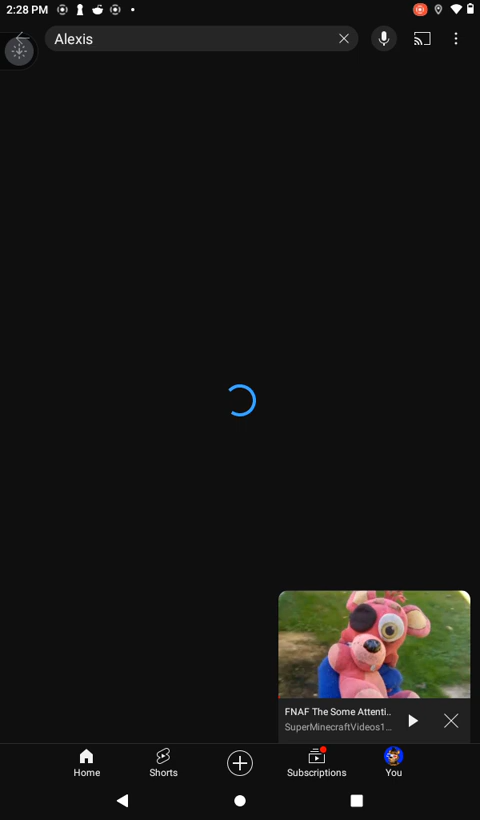 2:28 PM
Alexis
FNAF The Some Attenti..
SuperMinecraftVideos1...
Home
Shorts
Subscriptions
You